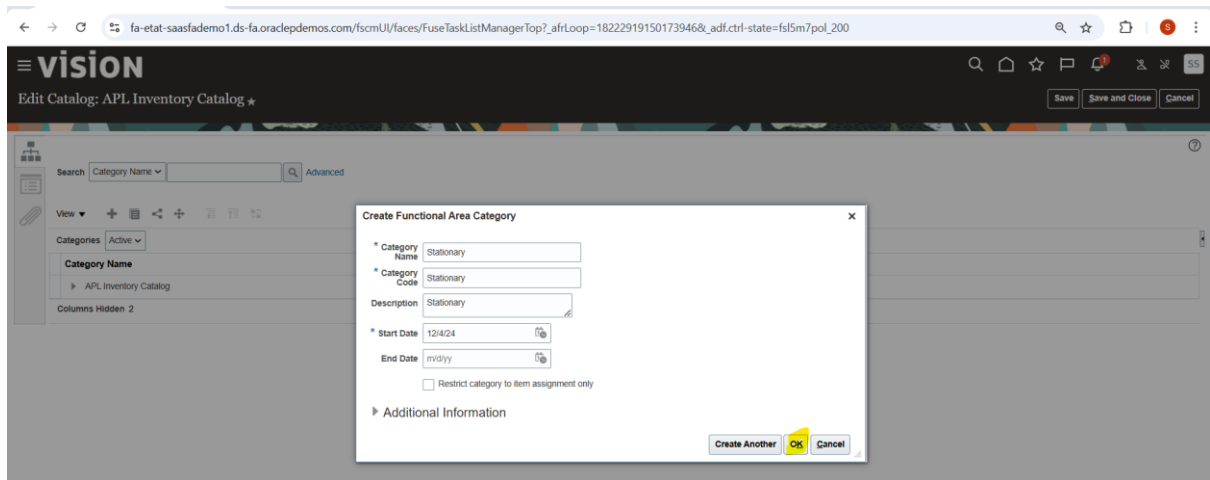 fa-etat-saasfademo1.ds-fa.oraclepdemos.com/fscmUI/faces/FuseTaskListManagerTop?_afrLoop=18222919150173946&_adf.ctrl-state=fsl5m7pol_200
S
VISION
1
SS
Edit Catalog: APL Inventory Catalog
Save Save and Close Cancel
Search Category Name Advanced
View
Categories Active
Category Name
APL Inventory Catalog
Columns Hidden 2
Create Functional Area Category
* Category Name Stationary
* Category Code Stationary
Description Stationary
* Start Date 12/4/24
End Date m/d/yy
Restrict category to item assignment only
Additional Information
Create Another OK Cancel